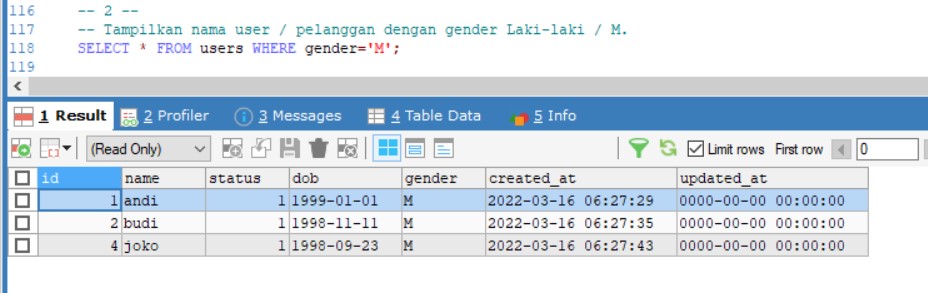 116 -- 2 --
117 -- Tampilkan nama user / pelanggan dengan gender Laki-laki / M.
118 SELECT * FROM users WHERE gender='M';
119
1 Result 2 Profiler 3 Messages 4 Table Data 5 Info
(Read Only) Limit rows First row 0
id name status dob gender created_at updated_at
1 andi 1 1999-01-01 M 2022-03-16 06:27:29 0000-00-00 00:00:00
2 budi 1 1998-11-11 M 2022-03-16 06:27:35 0000-00-00 00:00:00
4 joko 1 1998-09-23 M 2022-03-16 06:27:43 0000-00-00 00:00:00